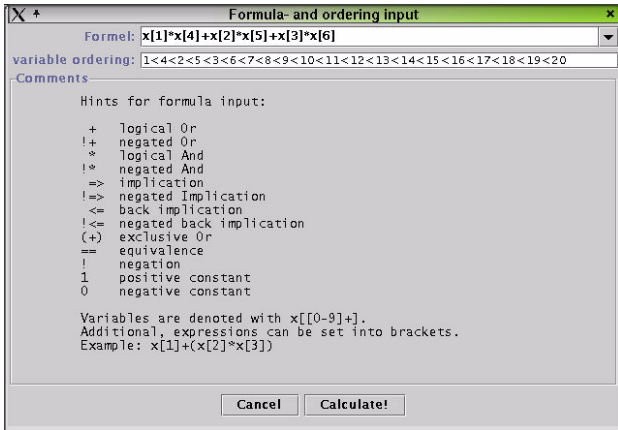 Formula- and ordering input
Formel: x[1]*x[4]+x[2]*x[5]+x[3]*x[6]
variable ordering: 1<4<2<5<3<6<7<8<9<10<11<12<13<14<15<16<17<18<19<20
Comments
Hints for formula input:
+ logical Or
!+ negated Or
* logical And
!* negated And
=> implication
!=> negated Implication
<= back implication
!<= negated back implication
(+) exclusive Or
== equivalence
! negation
1 positive constant
0 negative constant
Variables are denoted with x[[0-9]+].
Additional, expressions can be set into brackets.
Example: x[1]+(x[2]*x[3])
Cancel Calculate!